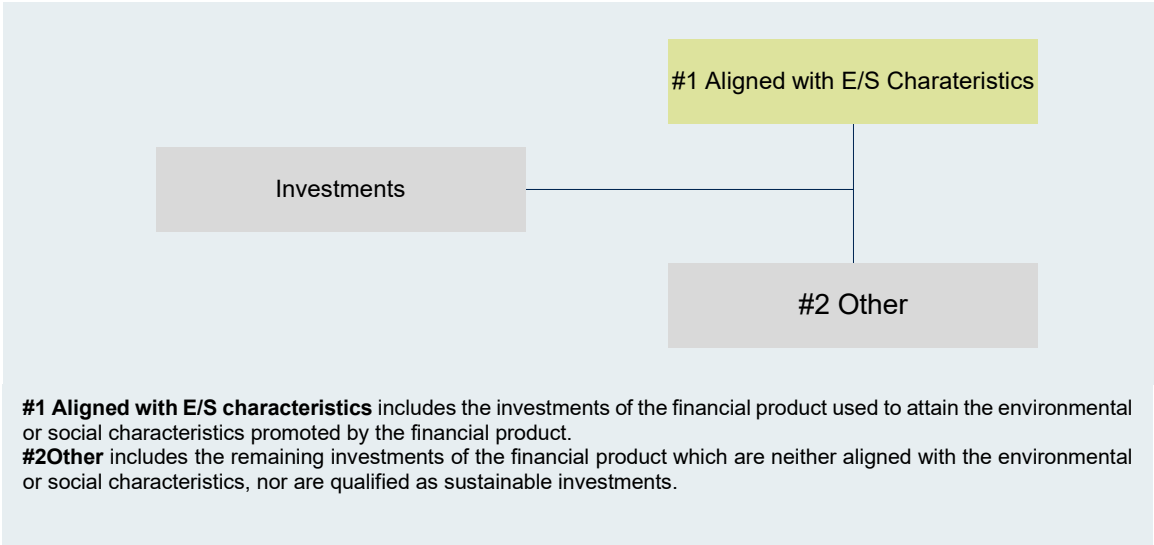 #1 Aligned with E/S Charateristics
Investments
#2 Other
#1 Aligned with E/S characteristics includes the investments of the financial product used to attain the environmental
or social characteristics promoted by the financial product.
#2Other includes the remaining investments of the financial product which are neither aligned with the environmental
or social characteristics, nor are qualified as sustainable investments.